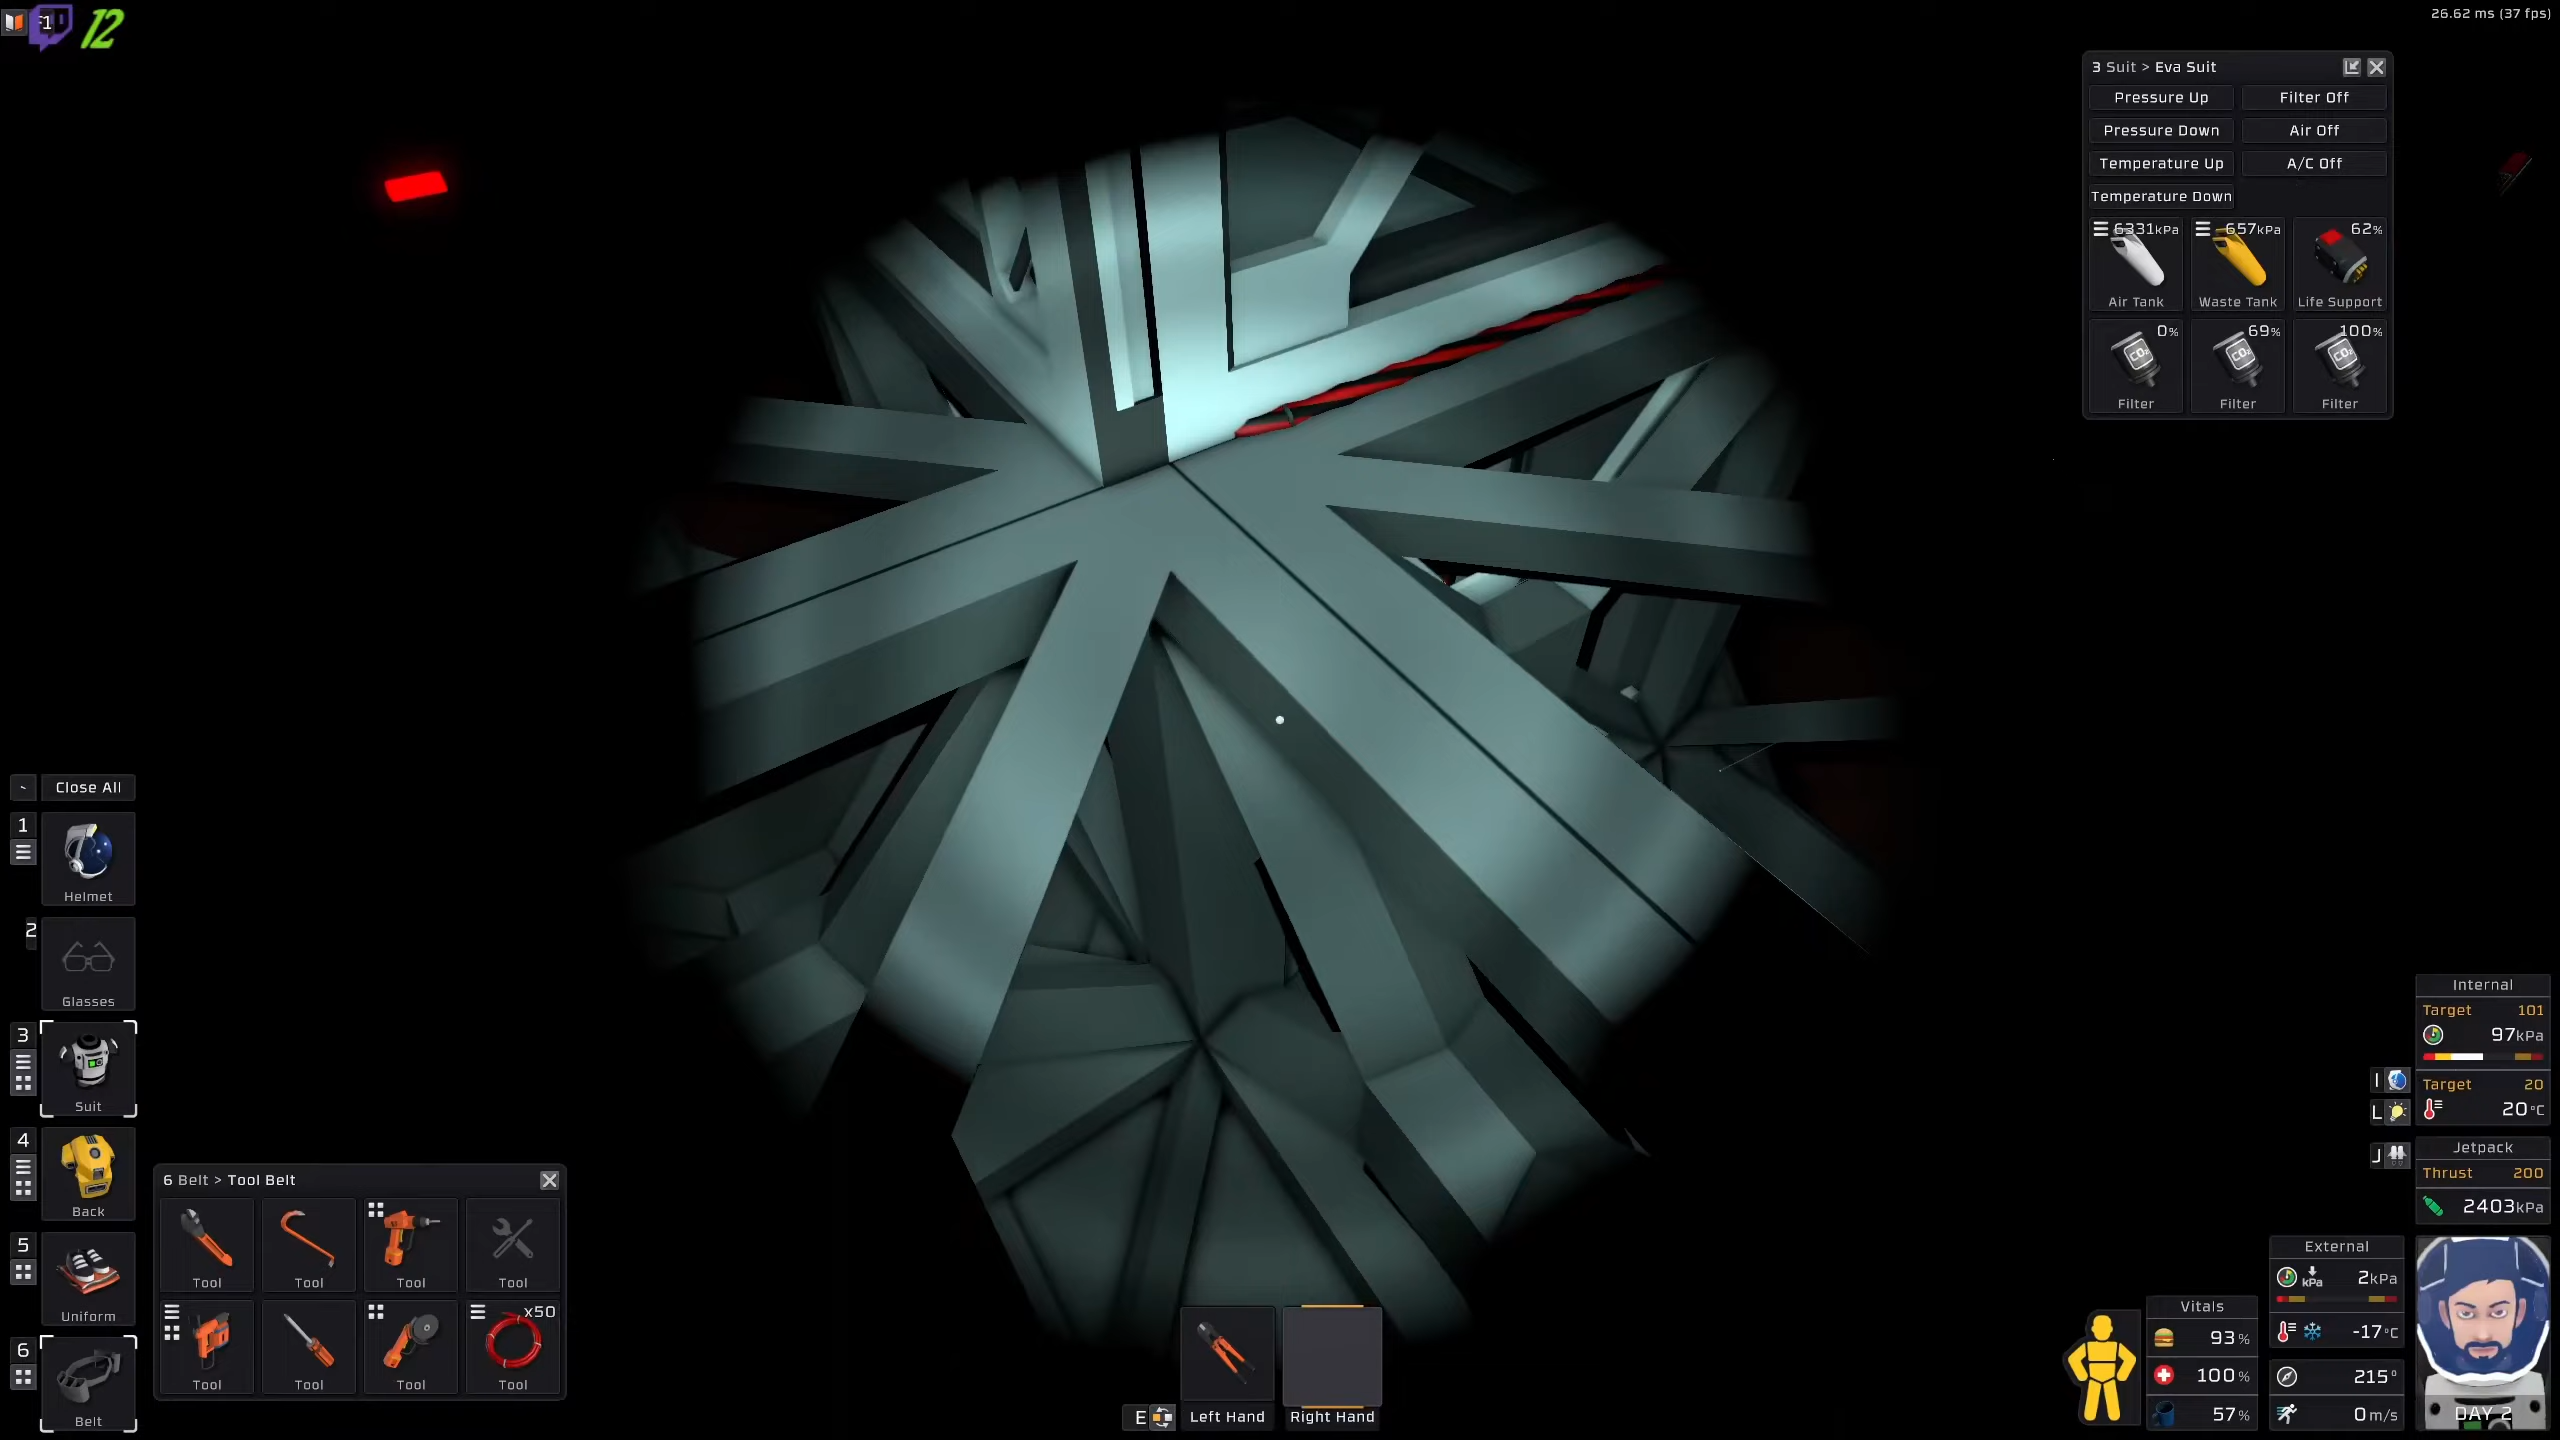 1
12
26.62 ms (37 fps)
3 Suit > Eva Suit
Pressure Up
Filter Off
Pressure Down
Air Off
Temperature Up
A/C Off
Temperature Down
6331kPa
657kPa
62%
Air Tank
Waste Tank
Life Support
0%
69%
100%
CO₂
CO₂
CO₂
Filter
Filter
Filter
~
Close All
1
Helmet
2
Glasses
3
Suit
4
Back
5
Uniform
6
Belt
6 Belt > Tool Belt
Tool
Tool
Tool
Tool
x50
Tool
Tool
Tool
Tool
E
Left Hand
Right Hand
Internal
Target 101
97kPa
Target 20
20°C
I
L
J
Jetpack
Thrust 200
2403kPa
External
kPa
2kPa
-17°C
215°
0m/s
Vitals
93%
100%
57%
DAY 2